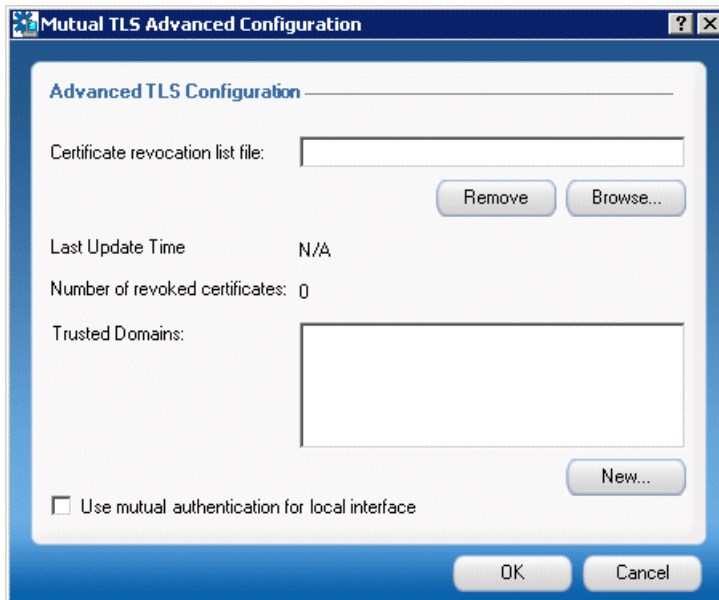 Mutual TLS Advanced Configuration
? X
Advanced TLS Configuration
Certificate revocation list file:
Remove Browse...
Last Update Time N/A
Number of revoked certificates: 0
Trusted Domains:
New...
Use mutual authentication for local interface
OK Cancel